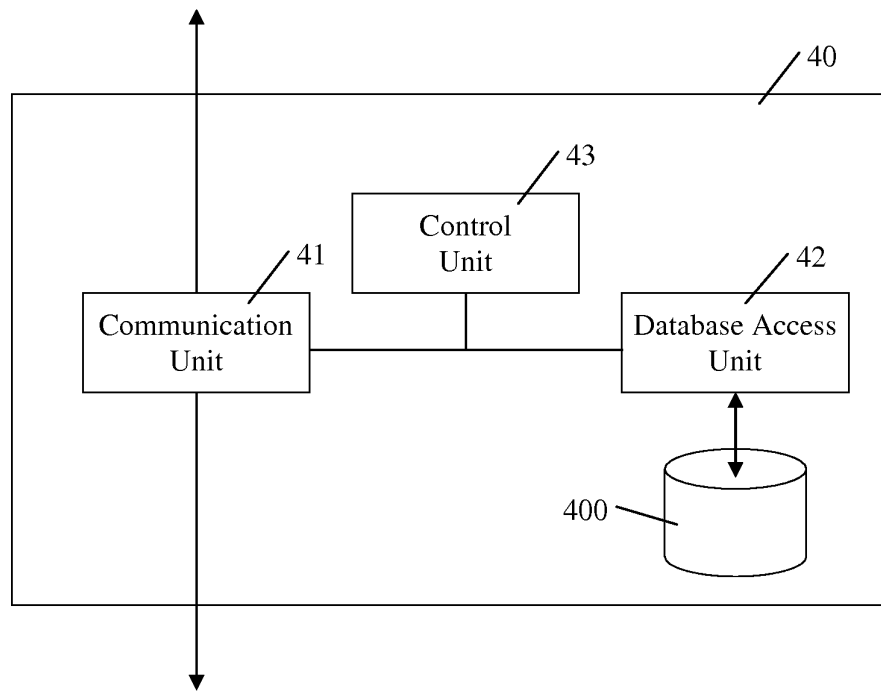 40
43
Control
Unit
41
42
Communication
Unit
Database Access
Unit
400